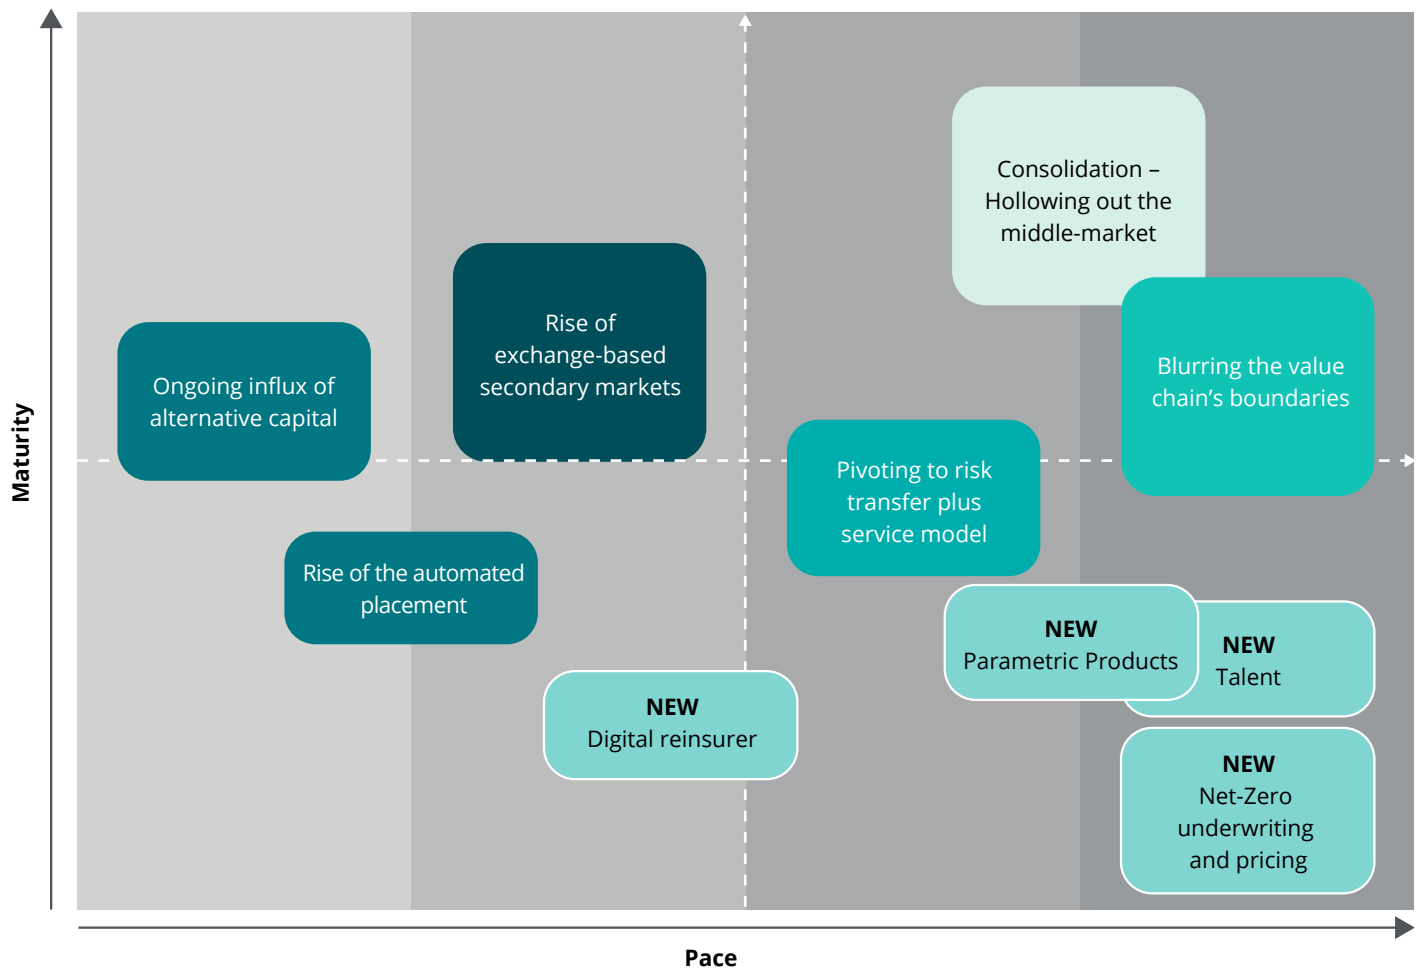 Consolidation –
Hollowing out the
middle-market
Rise of
exchange-based
secondary markets
Blurring the value
chain’s boundaries
Ongoing influx of
alternative capital
Maturity
Pivoting to risk
transfer plus
service model
Rise of the automated
placement
NEW
Parametric Products
NEW
Talent
NEW
Digital reinsurer
NEW
Net-Zero
underwriting
and pricing
Pace